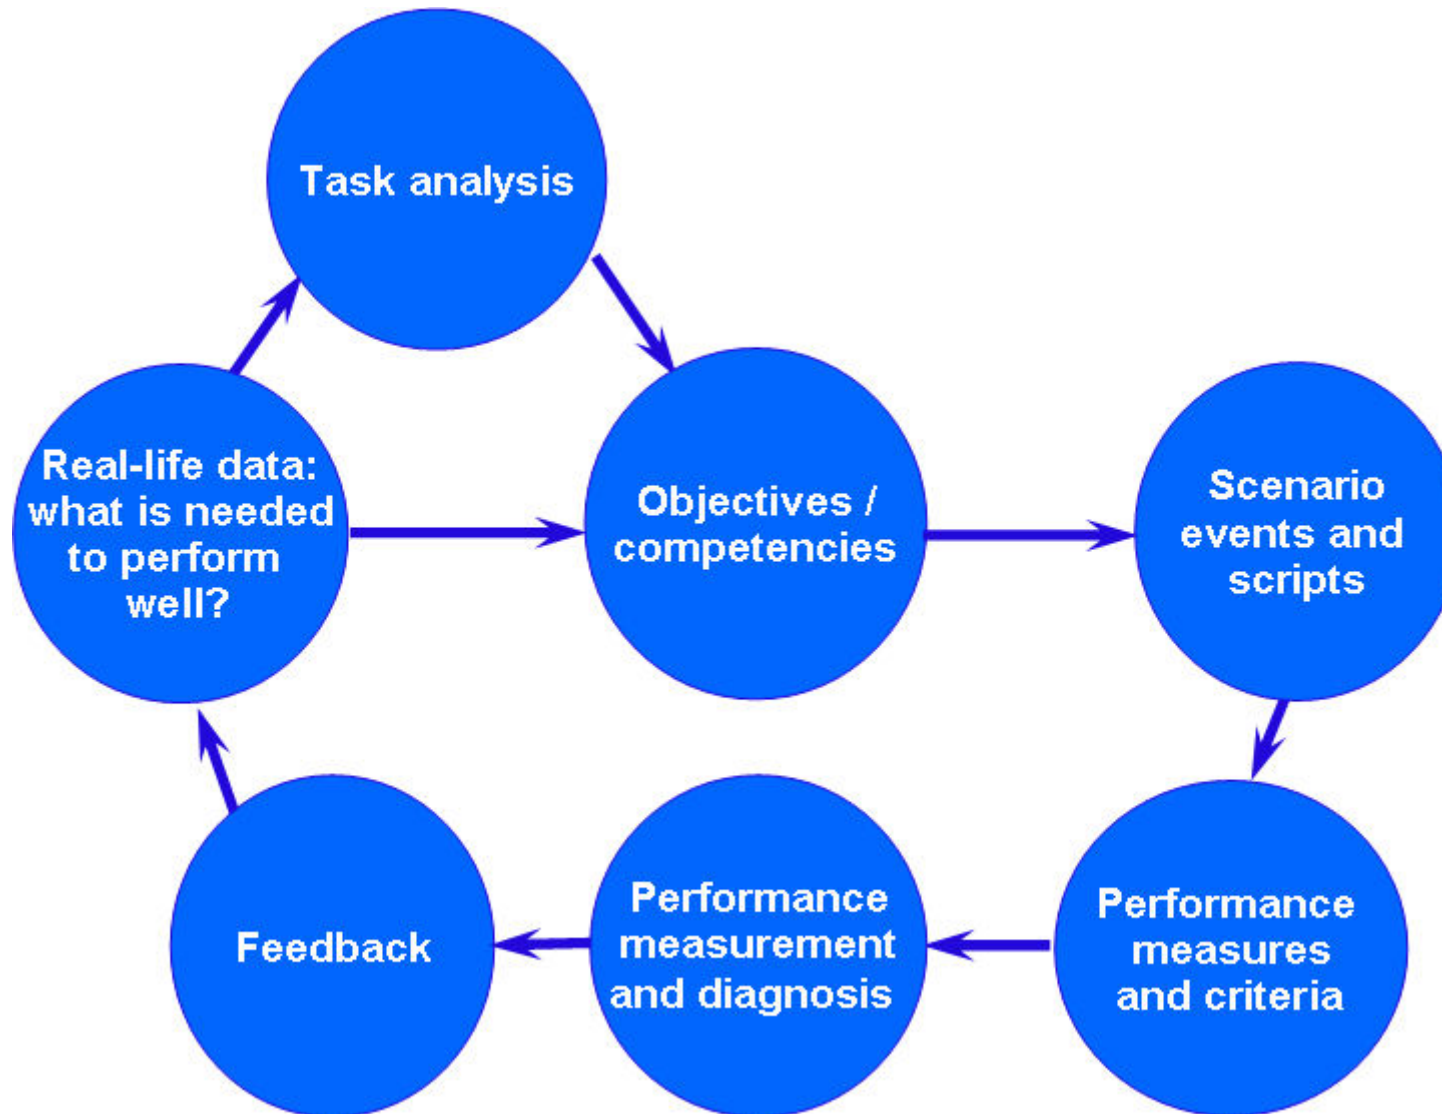 Task analysis
Real-life data:
what is needed
to perform
well?
Objectives /
competencies
Scenario
events and
scripts
Performance
measures
and criteria
Performance
measurement
and diagnosis
Feedback